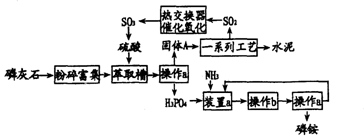 热交换器
催化氧化
SO₃
SO₂
硫酸
固体A
一系列工艺
水泥
磷灰石
粉碎富集
萃取槽
操作a
NH₃
H₃PO₄
装置a
操作b
操作a
磷铵